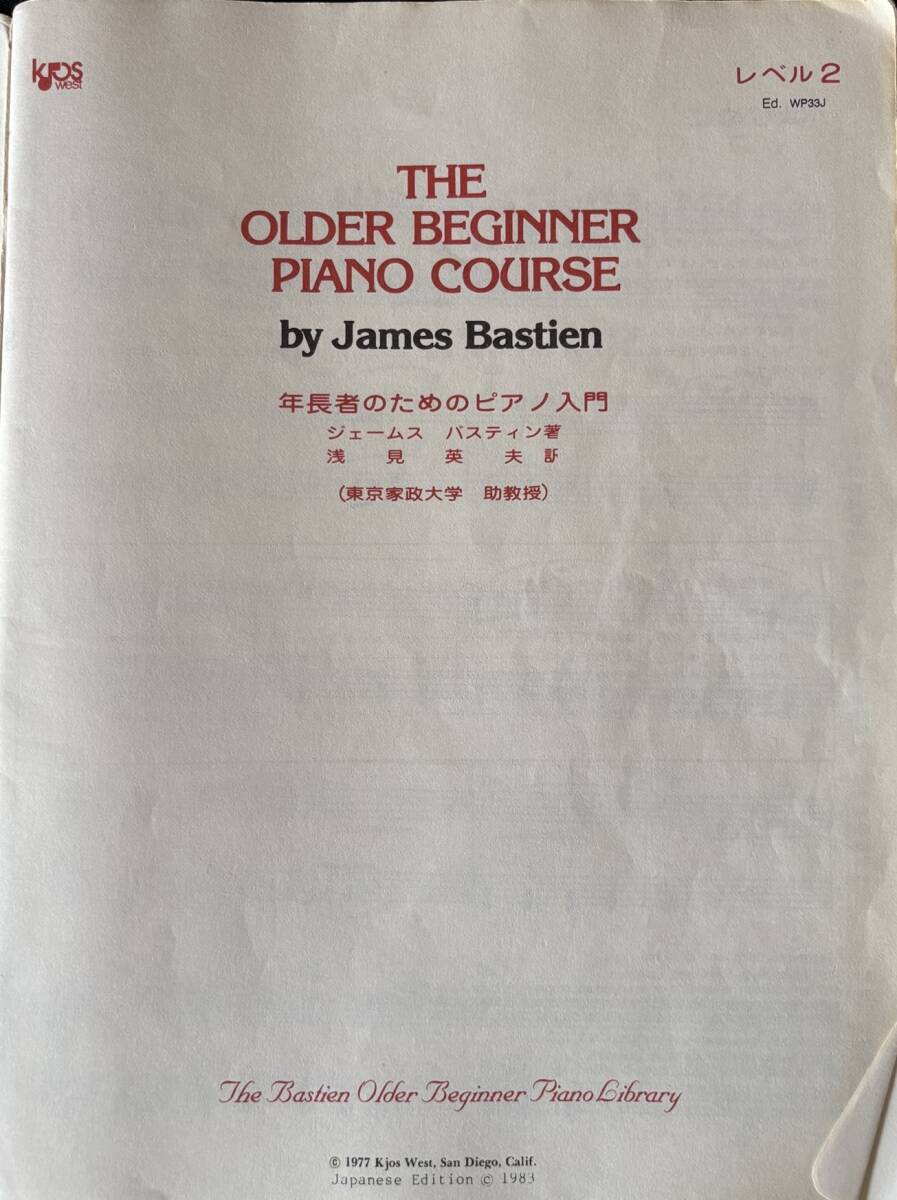 kjos
west
レベル 2
Ed. WP33J
THE
OLDER BEGINNER
PIANO COURSE
by James Bastien
年長者のためのピアノ入門
ジェームス バスティン著
浅見英夫訳
(東京家政大学 助教授)
The Bastien Older Beginner Piano Library
© 1977 Kjos West, San Diego, Calif.
Japanese Edition © 1983